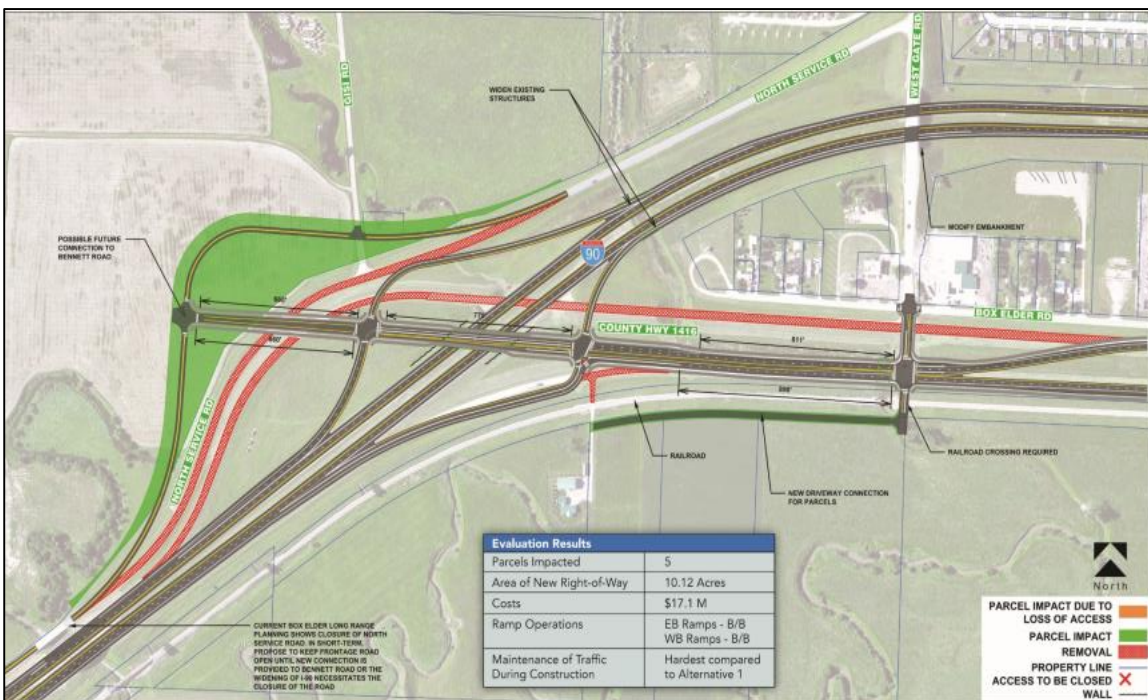 WEST GATE RD
GISI RD
NORTH SERVICE RD
WIDEN EXISTING
STRUCTURES
POSSIBLE FUTURE
CONNECTION TO
BENNETT ROAD
MODIFY EMBANKMENT
INTERSTATE
90
BOX ELDER RD
COUNTY HWY 1416
811'
NORTH SERVICE RD
RAILROAD
RAILROAD CROSSING REQUIRED
NEW DRIVEWAY CONNECTION
FOR PARCELS
Evaluation Results
Parcels Impacted 5
Area of New Right-of-Way 10.12 Acres
Costs $17.1 M
Ramp Operations EB Ramps - B/B
WB Ramps - B/B
Maintenance of Traffic Hardest compared
During Construction to Alternative 1
North
CURRENT BOX ELDER LONG RANGE
PLANNING SHOWS CLOSURE OF NORTH
SERVICE ROAD. IN SHORT-TERM,
PROPOSE TO KEEP FRONTAGE ROAD
OPEN UNTIL NEW CONNECTION IS
PROVIDED TO BENNETT ROAD OR THE
WIDENING OF I-90 NECESSITATES THE
CLOSURE OF THE ROAD
PARCEL IMPACT DUE TO
LOSS OF ACCESS
PARCEL IMPACT
REMOVAL
PROPERTY LINE
ACCESS TO BE CLOSED
WALL